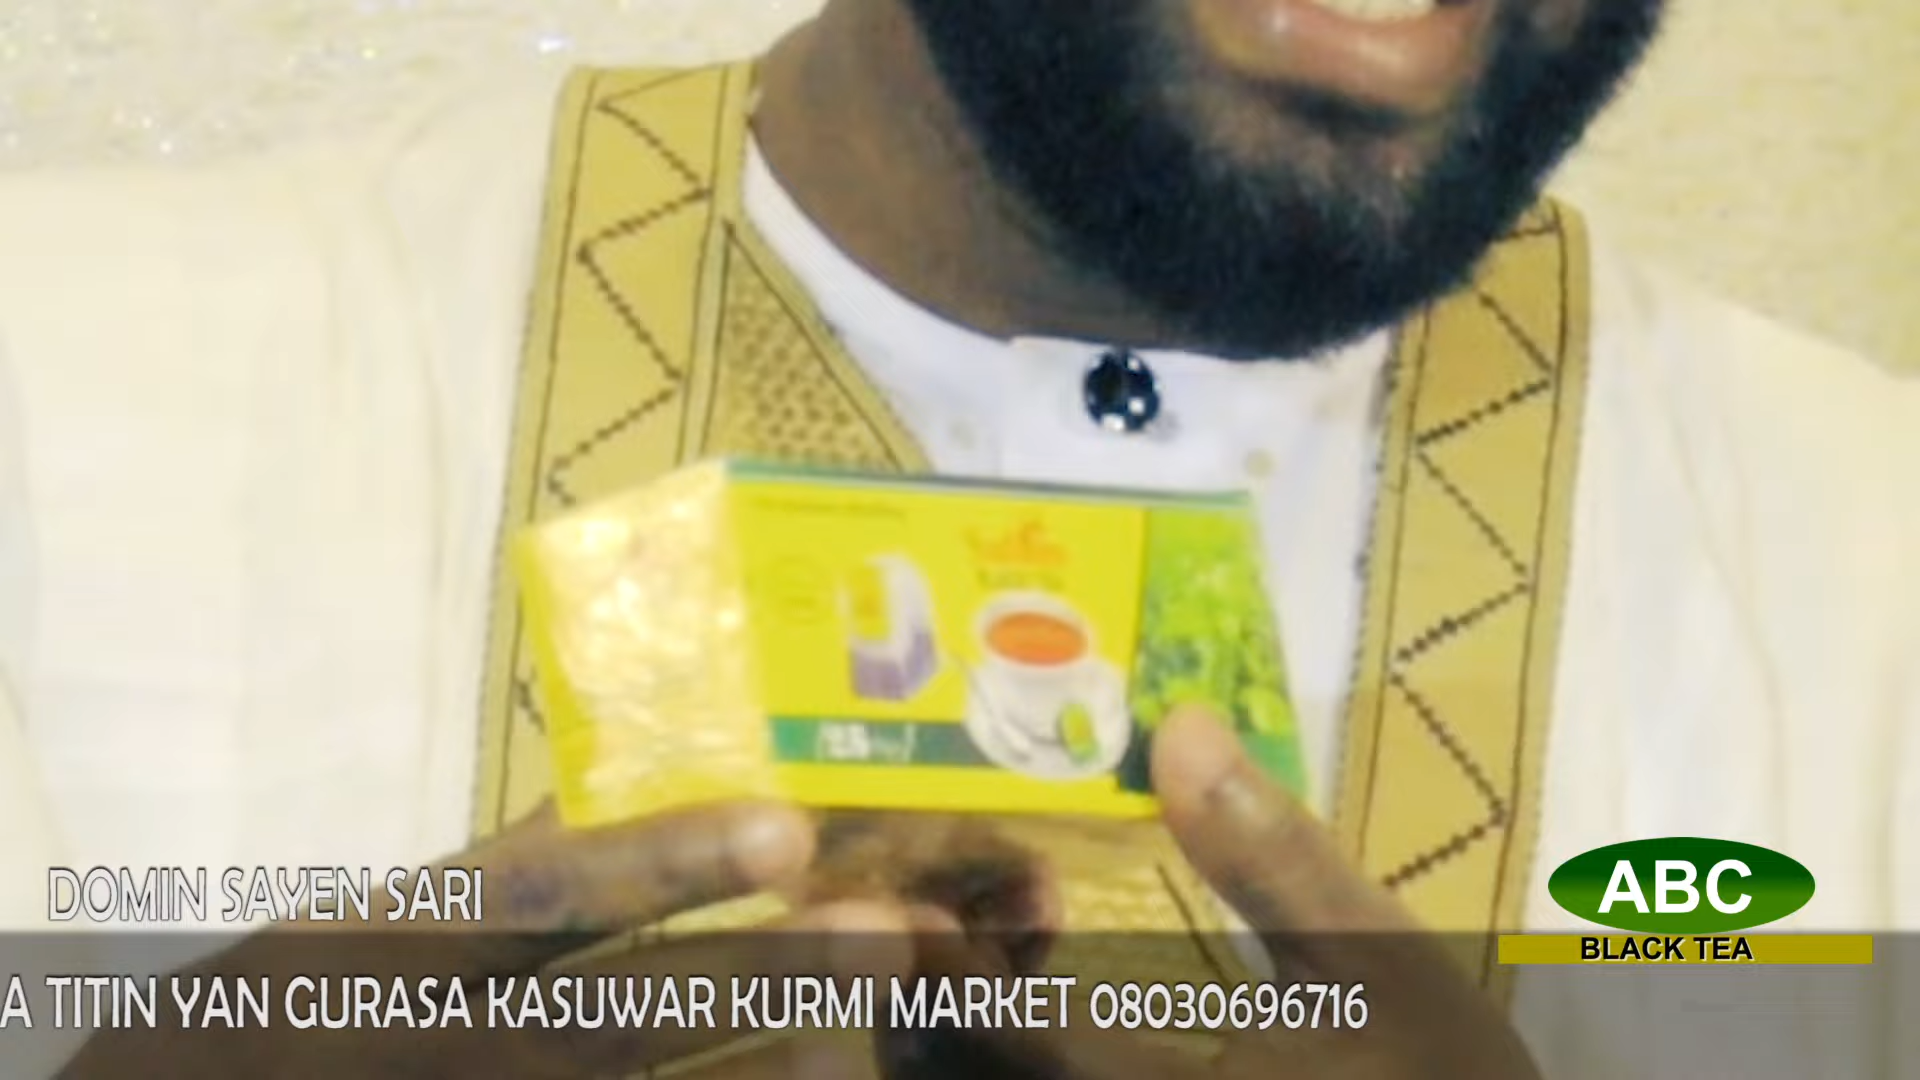 DOMIN SAYEN SARI
A TITIN YAN GURASA KASUWAR KURMI MARKET 08030696716
ABC
BLACK TEA